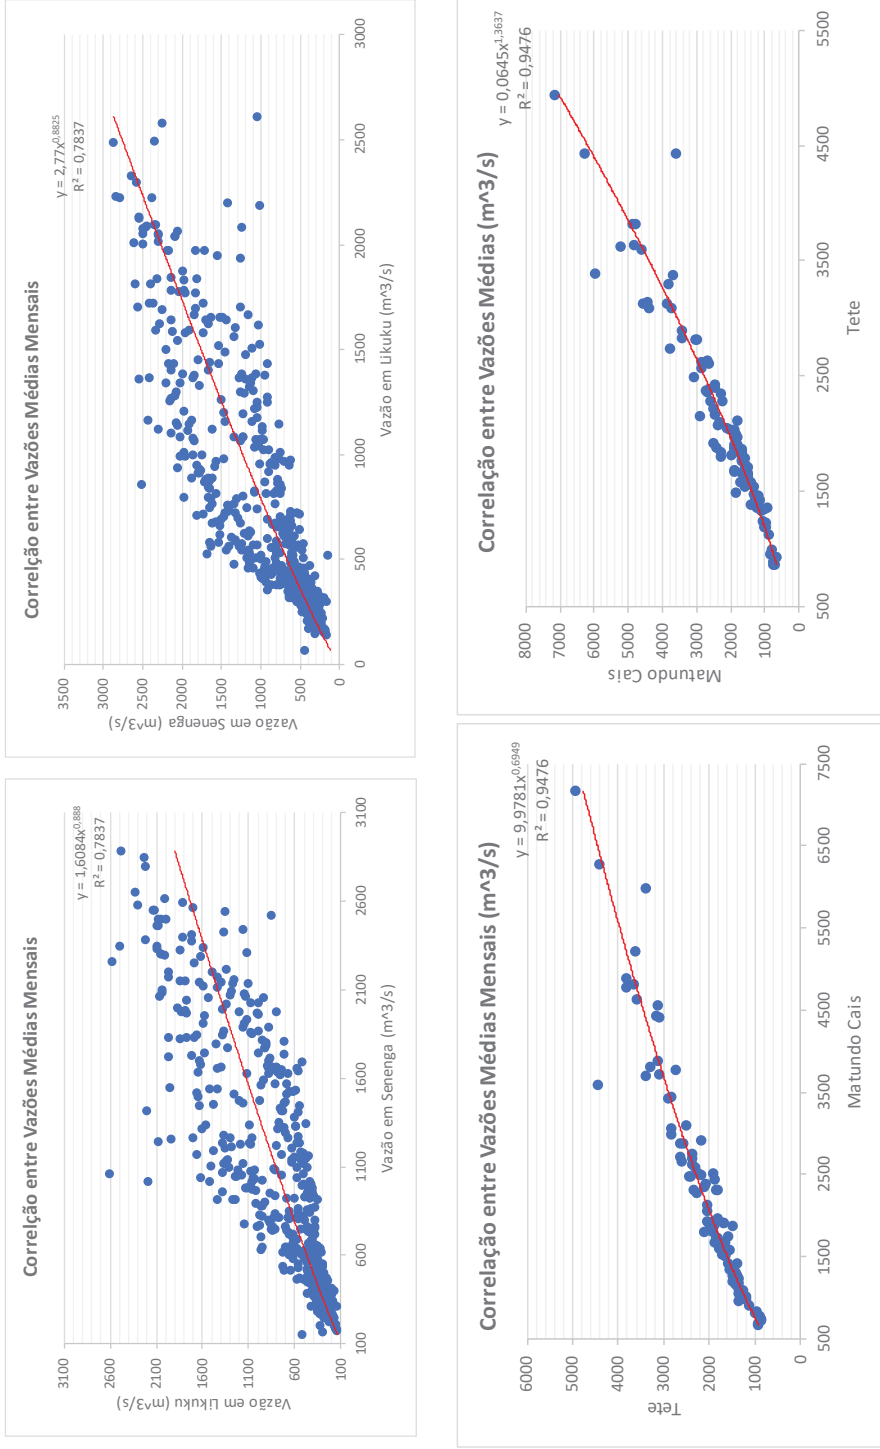 Correlção entre Vazões Médias Mensais
y = 1,6084x^0,888
R² = 0,7837
Vazão em Likuku (m^3/s)
3100
2600
2100
1600
1100
600
100
100 600 1100 1600 2100 2600 3100
Vazão em Senenga (m^3/s)
Correlção entre Vazões Médias Mensais
y = 2,77x^0,8825
R² = 0,7837
Vazão em Senenga (m^3/s)
3500
3000
2500
2000
1500
1000
500
0
0 500 1000 1500 2000 2500 3000
Vazão em Likuku (m^3/s)
Correlação entre Vazões Médias Mensais (m^3/s)
y = 9,9781x^0,6949
R² = 0,9476
Tete
6000
5000
4000
3000
2000
1000
0
500 1500 2500 3500 4500 5500 6500 7500
Matundo Cais
Correlação entre Vazões Médias (m^3/s)
y = 0,0645x^1,3637
R² = 0,9476
Matundo Cais
8000
7000
6000
5000
4000
3000
2000
1000
0
500 1500 2500 3500 4500 5500
Tete